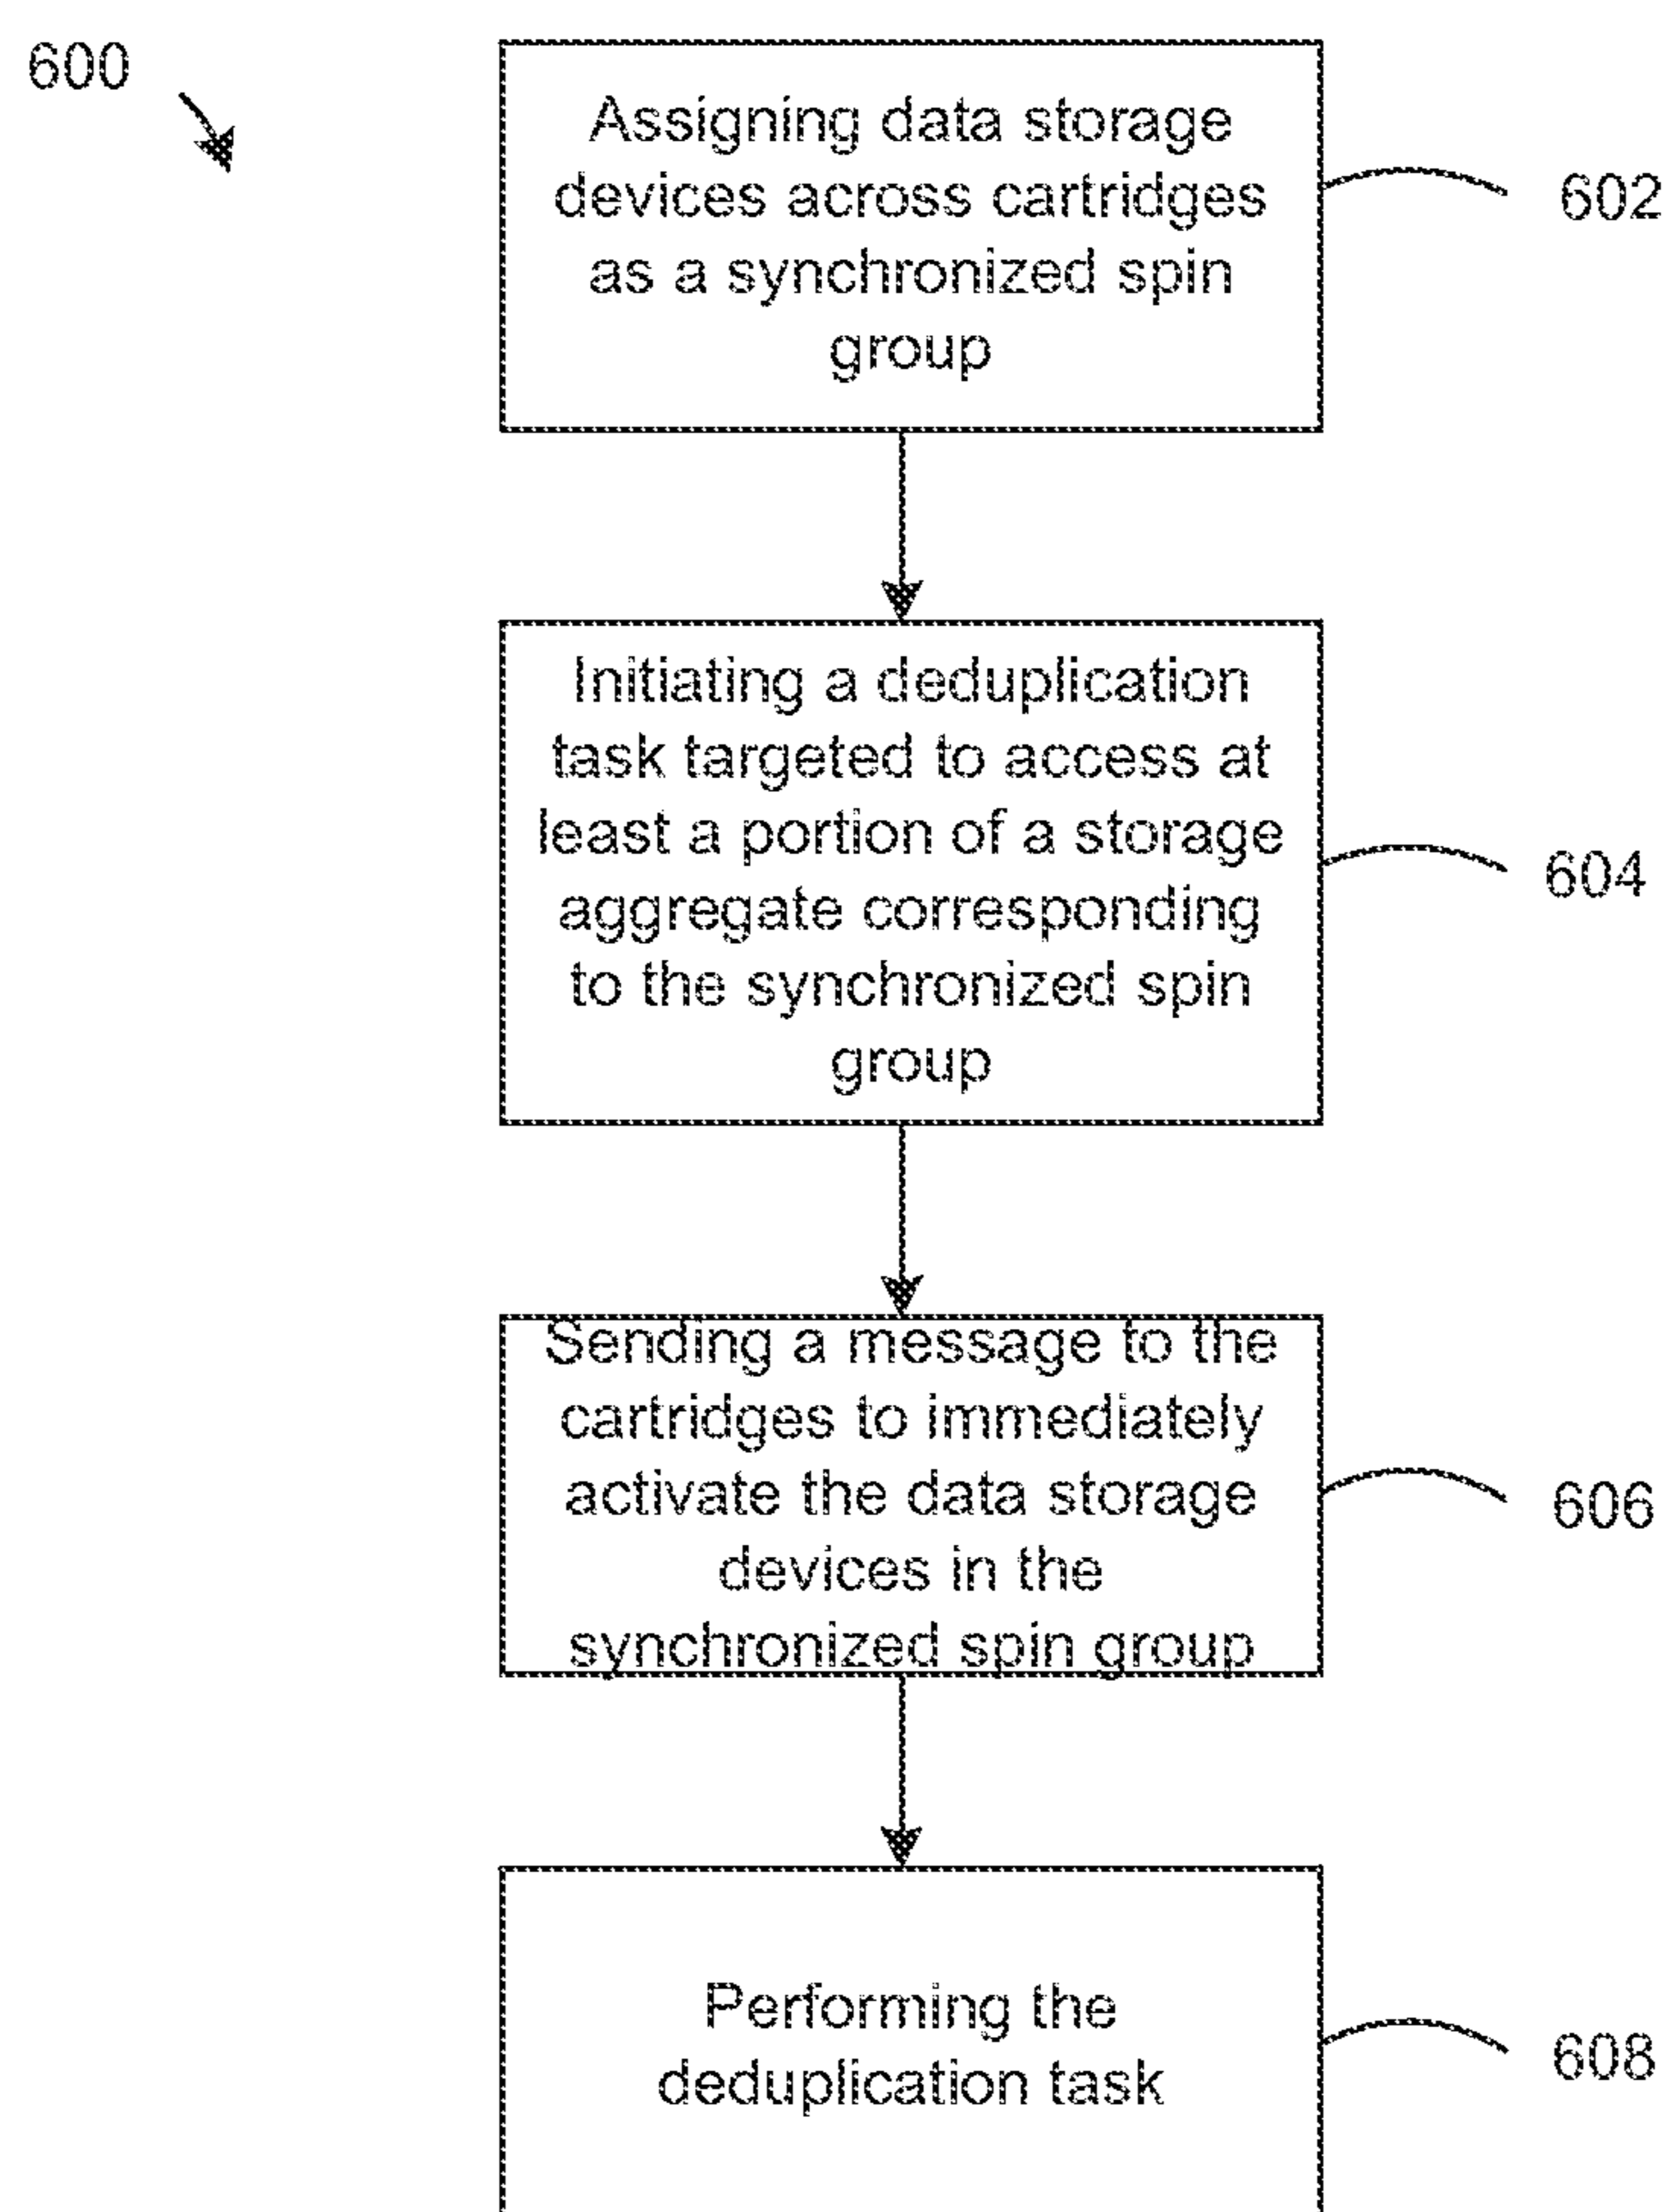 600
Assigning data storage
devices across cartridges
as a synchronized spin
group
602
Initiating a deduplication
task targeted to access at
least a portion of a storage
aggregate corresponding
to the synchronized spin
group
604
Sending a message to the
cartridges to immediately
activate the data storage
devices in the
synchronized spin group
606
Performing the
deduplication task
608